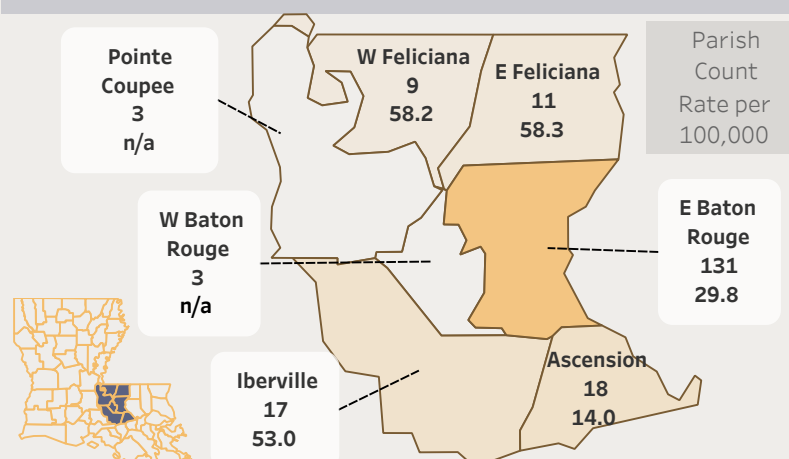 Pointe
Coupee
3
n/a
W Feliciana
9
58.2
E Feliciana
11
58.3
Parish
Count
Rate per
100,000
W Baton
Rouge
3
n/a
E Baton
Rouge
131
29.8
Iberville
17
53.0
Ascension
18
14.0